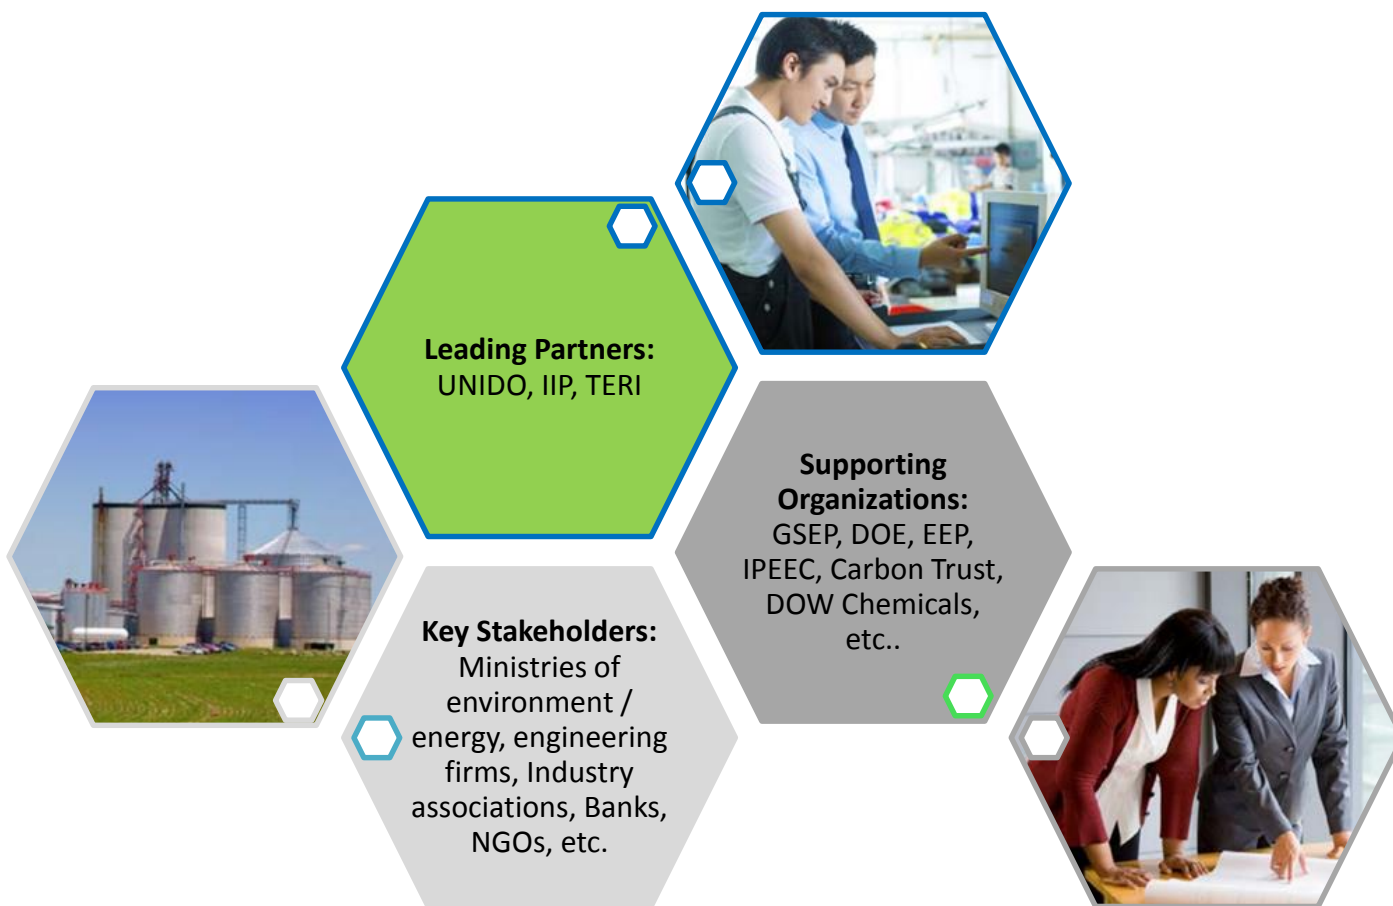 Leading Partners:
UNIDO, IIP, TERI
Supporting
Organizations:
GSEP, DOE, EEP,
IPEEC, Carbon Trust,
DOW Chemicals,
etc..
Key Stakeholders:
Ministries of
environment /
energy, engineering
firms, Industry
associations, Banks,
NGOs, etc.